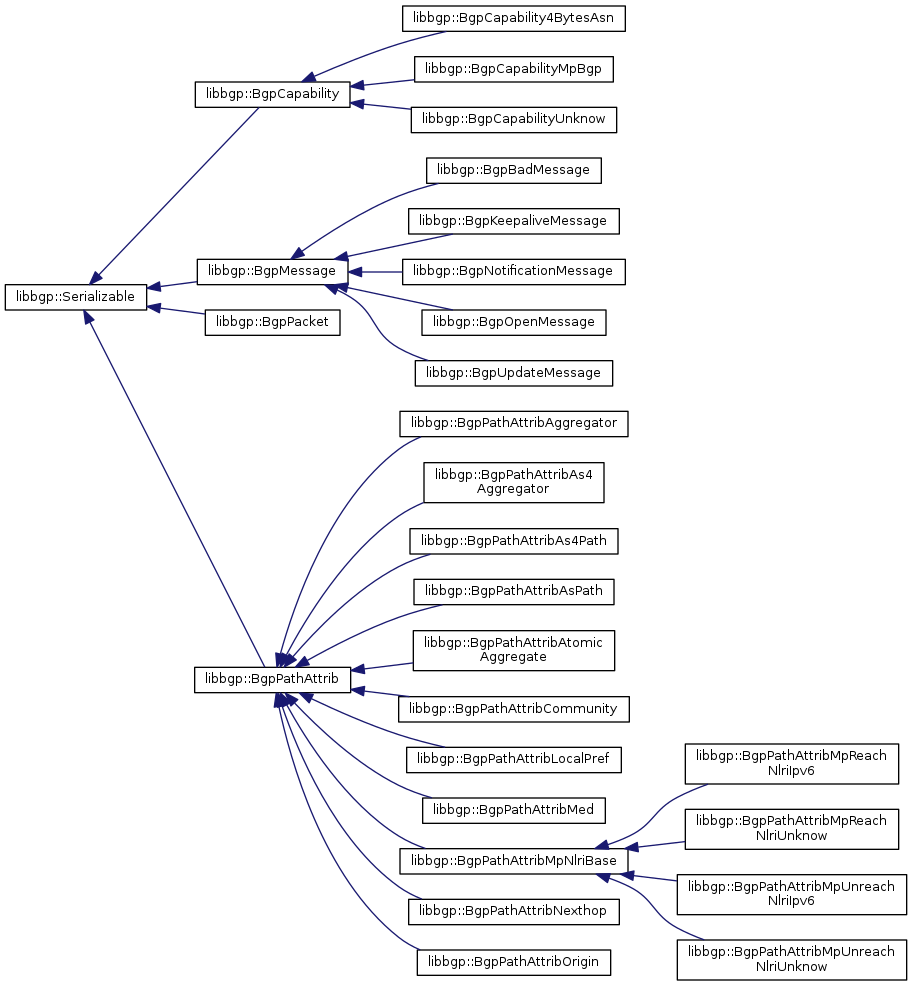 libbgp::BgpCapability4BytesAsn
libbgp::BgpCapabilityMpBgp
libbgp::BgpCapability
libbgp::BgpCapabilityUnknow
libbgp::BgpBadMessage
libbgp::BgpKeepaliveMessage
libbgp::BgpMessage
libbgp::BgpNotificationMessage
libbgp::Serializable
libbgp::BgpPacket
libbgp::BgpOpenMessage
libbgp::BgpUpdateMessage
libbgp::BgpPathAttribAggregator
libbgp::BgpPathAttribAs4
Aggregator
libbgp::BgpPathAttribAs4Path
libbgp::BgpPathAttribAsPath
libbgp::BgpPathAttribAtomic
Aggregate
libbgp::BgpPathAttrib
libbgp::BgpPathAttribCommunity
libbgp::BgpPathAttribLocalPref
libbgp::BgpPathAttribMpReach
NlriIpv6
libbgp::BgpPathAttribMed
libbgp::BgpPathAttribMpReach
NlriUnknow
libbgp::BgpPathAttribMpNlriBase
libbgp::BgpPathAttribMpUnreach
NlriIpv6
libbgp::BgpPathAttribNexthop
libbgp::BgpPathAttribMpUnreach
NlriUnknow
libbgp::BgpPathAttribOrigin